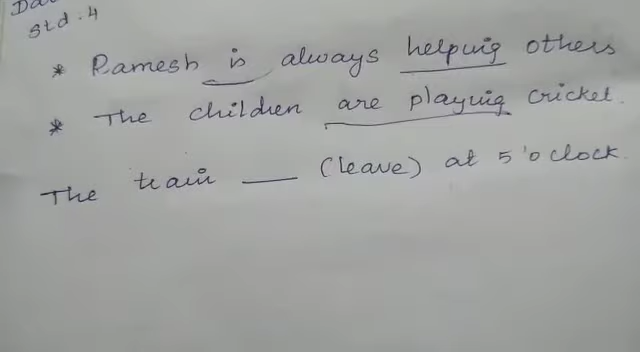 Std : 4
* Ramesh is always helping others
* The children are playing cricket.
The train ___ (leave) at 5 'o clock.